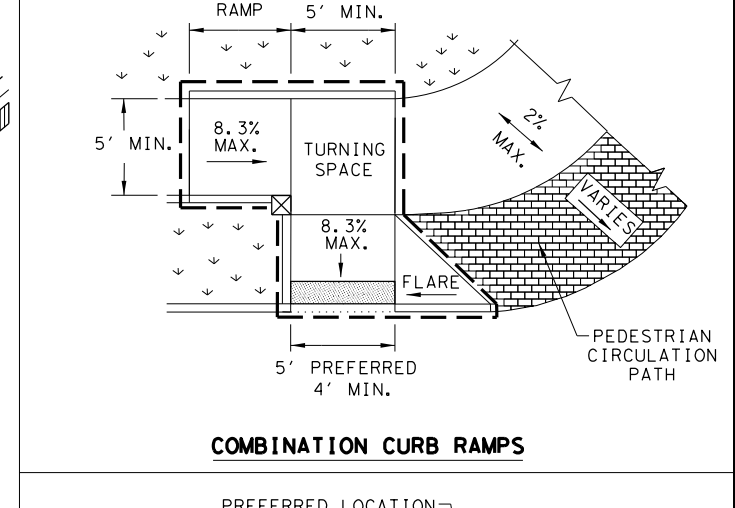 RAMP
5' MIN.
5' MIN.
8.3%
MAX.
TURNING
SPACE
2%
MAX.
VARIES
8.3%
MAX.
FLARE
5' PREFERRED
4' MIN.
PEDESTRIAN
CIRCULATION
PATH
COMBINATION CURB RAMPS
PREFERRED LOCATION